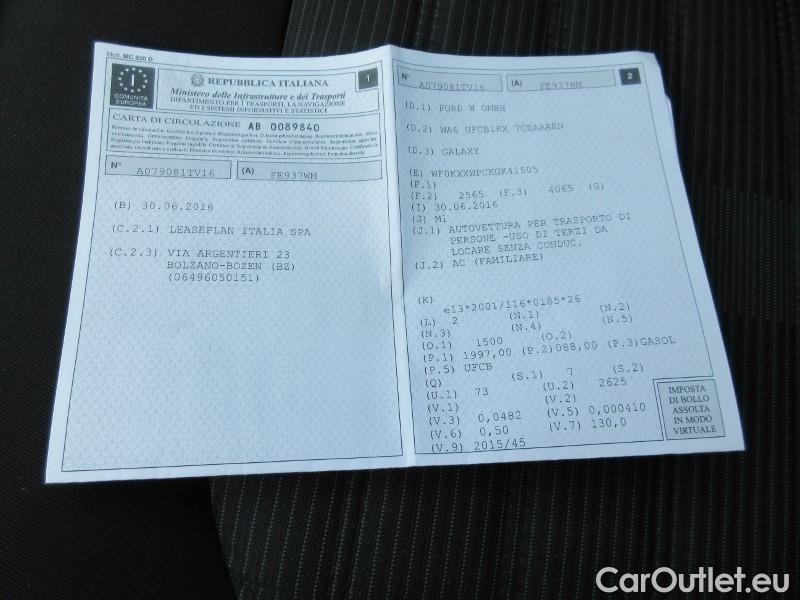 Mod. MC 820 D
I
COMUNITÀ
EUROPEA
REPUBBLICA ITALIANA
1
Ministero delle Infrastrutture e dei Trasporti
DIPARTIMENTO PER I TRASPORTI, LA NAVIGAZIONE
ED I SISTEMI INFORMATIVI E STATISTICI
CARTA DI CIRCOLAZIONE AB 0089840
N° A079081TV16 (A) FE937WM
(B) 30.06.2016
(C.2.1) LEASEPLAN ITALIA SPA
(C.2.3) VIA ARGENTIERI 23
BOLZANO-BOZEN (BZ)
(06496050151)
N° A079081TV16 (A) FE937WM 2
(D.1) FORD W GMBH
(D.2) WA6 UFCB1EX 7CBAAARN
(D.3) GALAXY
(E) WF0KXXWPCKGK41505
(F.1)
(F.2) 2565 (F.3) 4065 (G)
(I) 30.06.2016
(J) M1
(J.1) AUTOVETTURA PER TRASPORTO DI
PERSONE -USO DI TERZI DA
LOCARE SENZA CONDUC.
(J.2) AC (FAMILIARE)
(K)
e13*2001/116*0185*26
(L) 2 (N.1) (N.2)
(N.3) (N.4) (N.5)
(O.1) 1500 (O.2)
(P.1) 1997,00 (P.2)088,00 (P.3)GASOL
(P.5) UFCB
(Q) (S.1) 7 (S.2)
(U.1) 73 (U.2) 2625
(V.1) (V.2)
(V.3) 0,0482 (V.5) 0,000410
(V.6) 0,50 (V.7) 130,0
(V.9) 2015/45
IMPOSTA
DI BOLLO
ASSOLTA
IN MODO
VIRTUALE
CarOutlet.eu